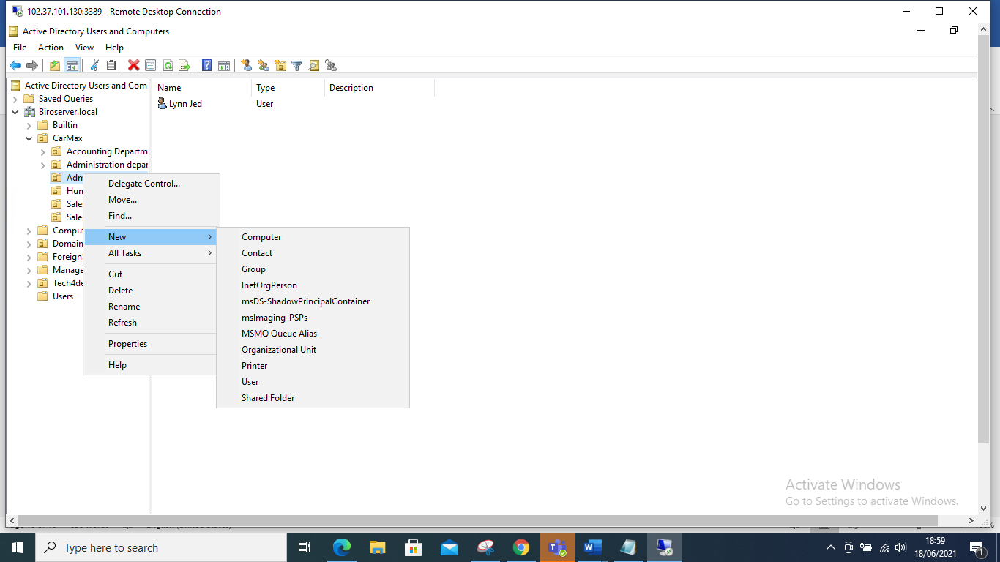 102.37.101.130:3389 - Remote Desktop Connection
Active Directory Users and Computers
File Action View Help
Active Directory Users and Com
Name Type Description
Saved Queries
Lynn Jed User
Biroserver.local
Builtin
CarMax
Accounting Departm
Administration depar
Adm
Hum
Sale
Sale
Compu
Domain
Foreign
Manage
Tech4de
Users
Delegate Control...
Move...
Find...
New
All Tasks
Cut
Delete
Rename
Refresh
Properties
Help
Computer
Contact
Group
InetOrgPerson
msDS-ShadowPrincipalContainer
msImaging-PSPs
MSMQ Queue Alias
Organizational Unit
Printer
User
Shared Folder
Activate Windows
Go to Settings to activate Windows.
Type here to search
18:59
18/06/2021
1